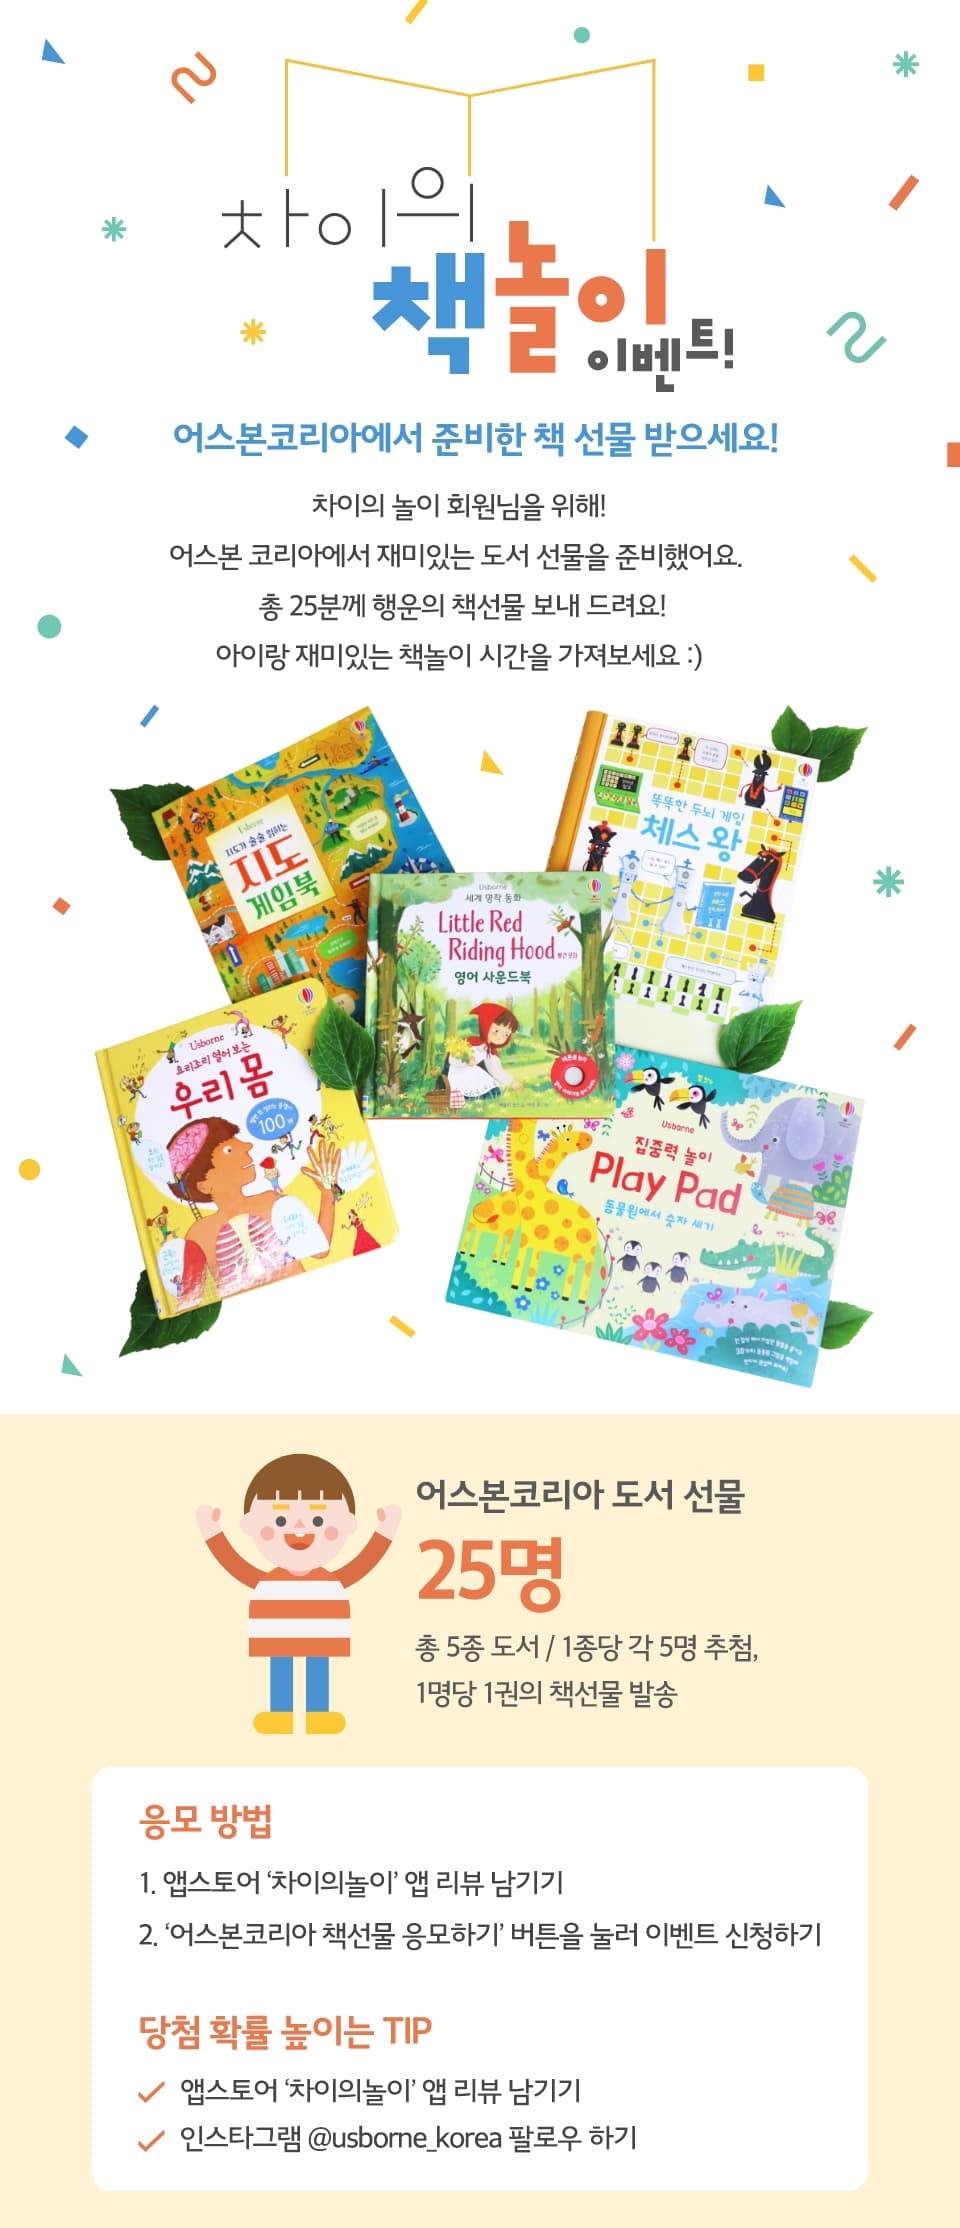 차이의
책놀이
이벤트!
어스본코리아에서 준비한 책 선물 받으세요!
차이의 놀이 회원님을 위해!
어스본 코리아에서 재미있는 도서 선물을 준비했어요.
총 25분께 행운의 책선물 보내 드려요!
아이랑 재미있는 책놀이 시간을 가져보세요 :)
Usborne
지도가 술술 읽히는
지도
게임북
똑똑한 두뇌 게임
체스 왕
Usborne
세계 명작 동화
Little Red
Riding Hood
영어 사운드북
Usborne
요리조리 열어 보는
우리 몸
100
Usborne
집중력 놀이
Play Pad
동물원에서 숫자 세기
어스본코리아 도서 선물
25명
총 5종 도서 / 1종당 각 5명 추첨,
1명당 1권의 책선물 발송
응모 방법
1. 앱스토어 ‘차이의놀이’ 앱 리뷰 남기기
2. ‘어스본코리아 책선물 응모하기’ 버튼을 눌러 이벤트 신청하기
당첨 확률 높이는 TIP
앱스토어 ‘차이의놀이’ 앱 리뷰 남기기
인스타그램 @usborne_korea 팔로우 하기